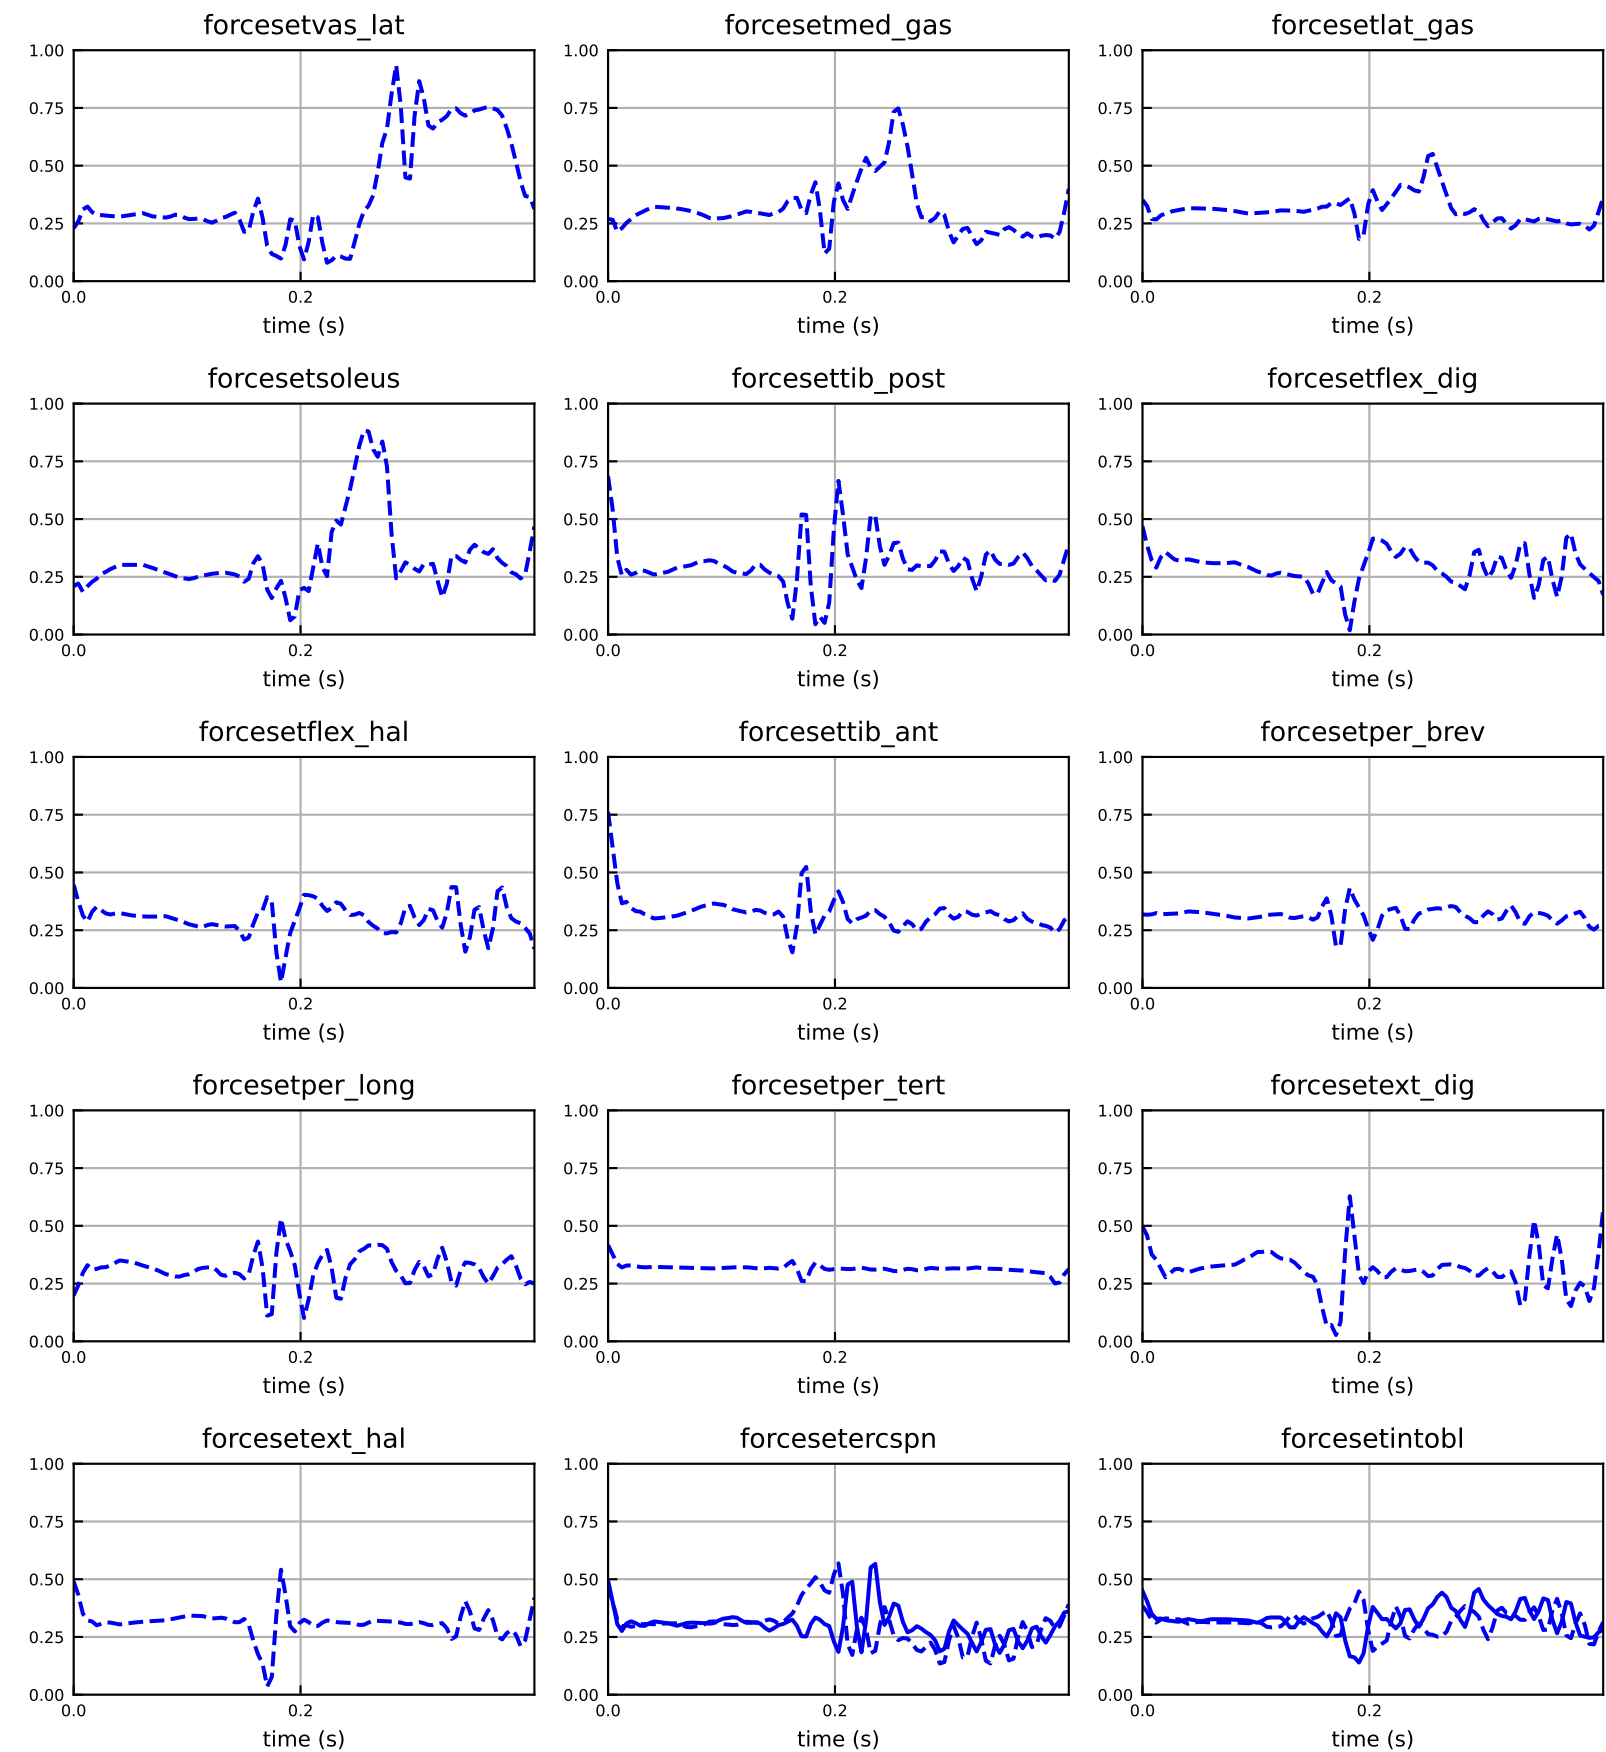 forcesetvas_lat forcesetmed_gas forcesetlat_gas
1.00 1.00 1.00
0.75 0.75 0.75
0.50 0.50 0.50
0.25 0.25 0.25
0.00 0.00 0.00
0.0 0.2 0.0 0.2 0.0 0.2
time (s) time (s) time (s)
forcesetsoleus forcesettib_post forcesetflex_dig
1.00 1.00 1.00
0.75 0.75 0.75
0.50 0.50 0.50
0.25 0.25 0.25
0.00 0.00 0.00
0.0 0.2 0.0 0.2 0.0 0.2
time (s) time (s) time (s)
forcesetflex_hal forcesettib_ant forcesetper_brev
1.00 1.00 1.00
0.75 0.75 0.75
0.50 0.50 0.50
0.25 0.25 0.25
0.00 0.00 0.00
0.0 0.2 0.0 0.2 0.0 0.2
time (s) time (s) time (s)
forcesetper_long forcesetper_tert forcesetext_dig
1.00 1.00 1.00
0.75 0.75 0.75
0.50 0.50 0.50
0.25 0.25 0.25
0.00 0.00 0.00
0.0 0.2 0.0 0.2 0.0 0.2
time (s) time (s) time (s)
forcesetext_hal forcesetercspn forcesetintobl
1.00 1.00 1.00
0.75 0.75 0.75
0.50 0.50 0.50
0.25 0.25 0.25
0.00 0.00 0.00
0.0 0.2 0.0 0.2 0.0 0.2
time (s) time (s) time (s)